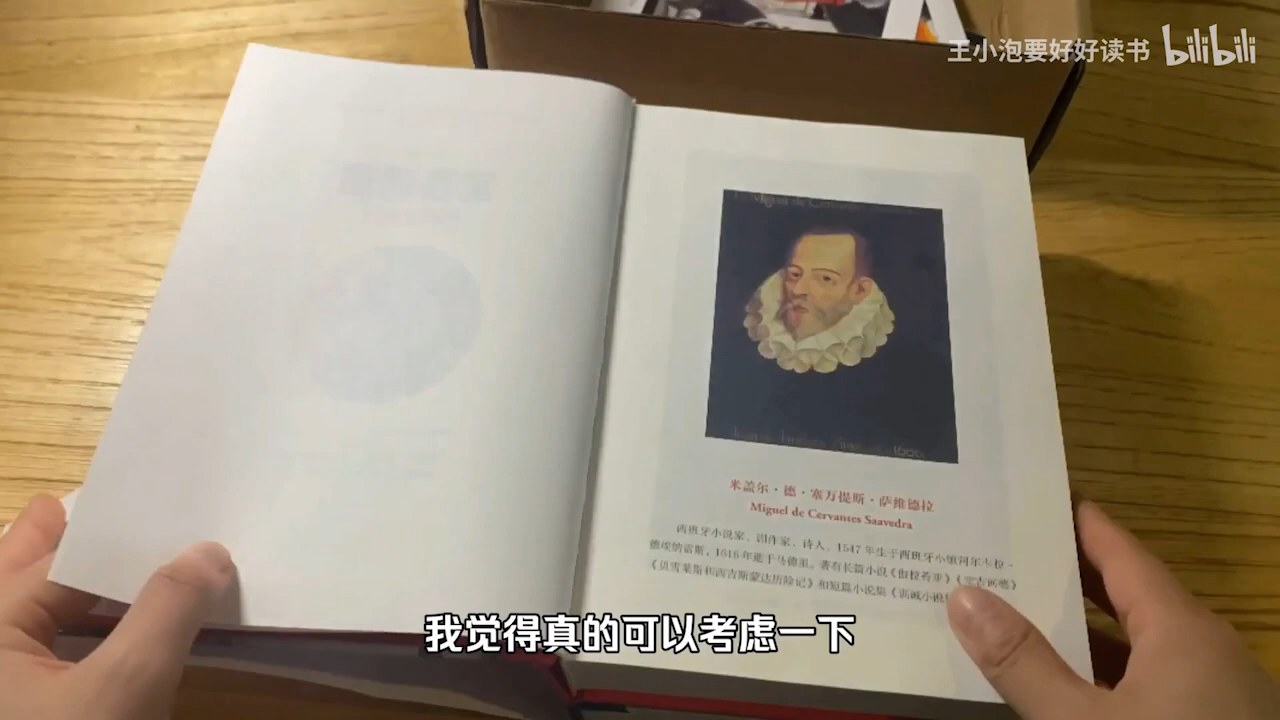 王小泡要好好读书 bilibili
米盖尔·德·塞万提斯·萨维德拉
Miguel de Cervantes Saavedra
西班牙小说家、剧作家、诗人，1547年生于西班牙小镇阿尔卡拉-
德埃纳雷斯，1616年逝于马德里。著有长篇小说《伽拉苔亚》《堂吉诃德》
《贝雪莱斯和西吉斯蒙达历险记》和短篇小说集
我觉得真的可以考虑一下